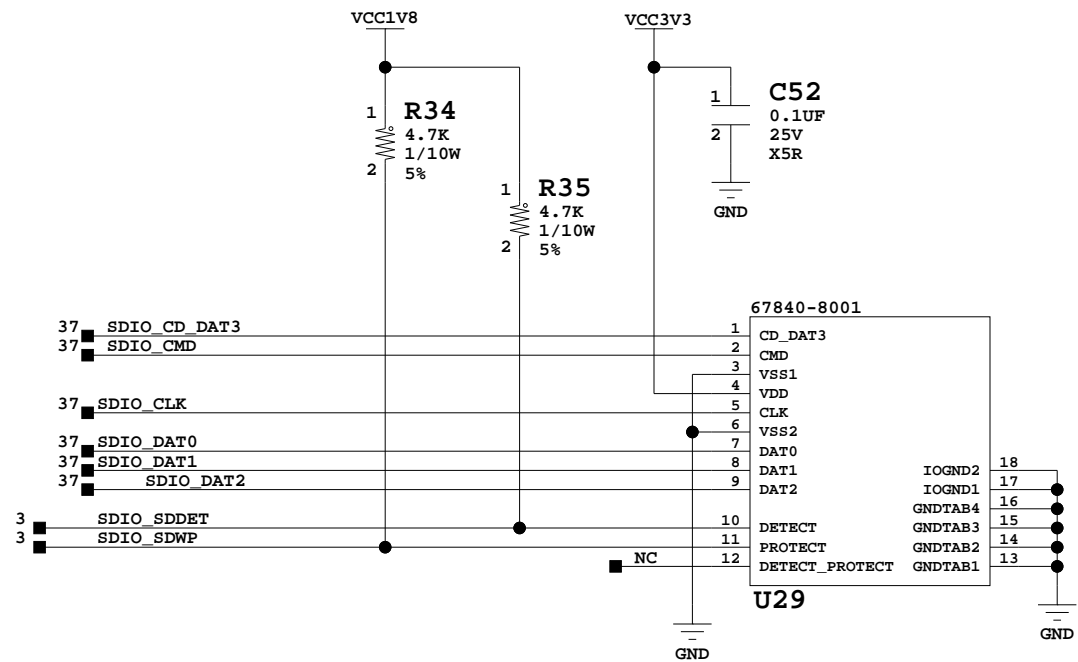 VCC1V8
VCC3V3
1
R34
4.7K
1/10W
5%
2
1
C52
0.1UF
25V
X5R
2
GND
1
R35
4.7K
1/10W
5%
2
67840-8001
37 SDIO_CD_DAT3 1 CD_DAT3
37 SDIO_CMD 2 CMD
3 VSS1
4 VDD
37 SDIO_CLK 5 CLK
6 VSS2
37 SDIO_DAT0 7 DAT0
37 SDIO_DAT1 8 DAT1 IOGND2 18
37 SDIO_DAT2 9 DAT2 IOGND1 17
GNDTAB4 16
3 SDIO_SDDET 10 DETECT GNDTAB3 15
3 SDIO_SDWP 11 PROTECT GNDTAB2 14
NC 12 DETECT_PROTECT GNDTAB1 13
U29
GND
GND